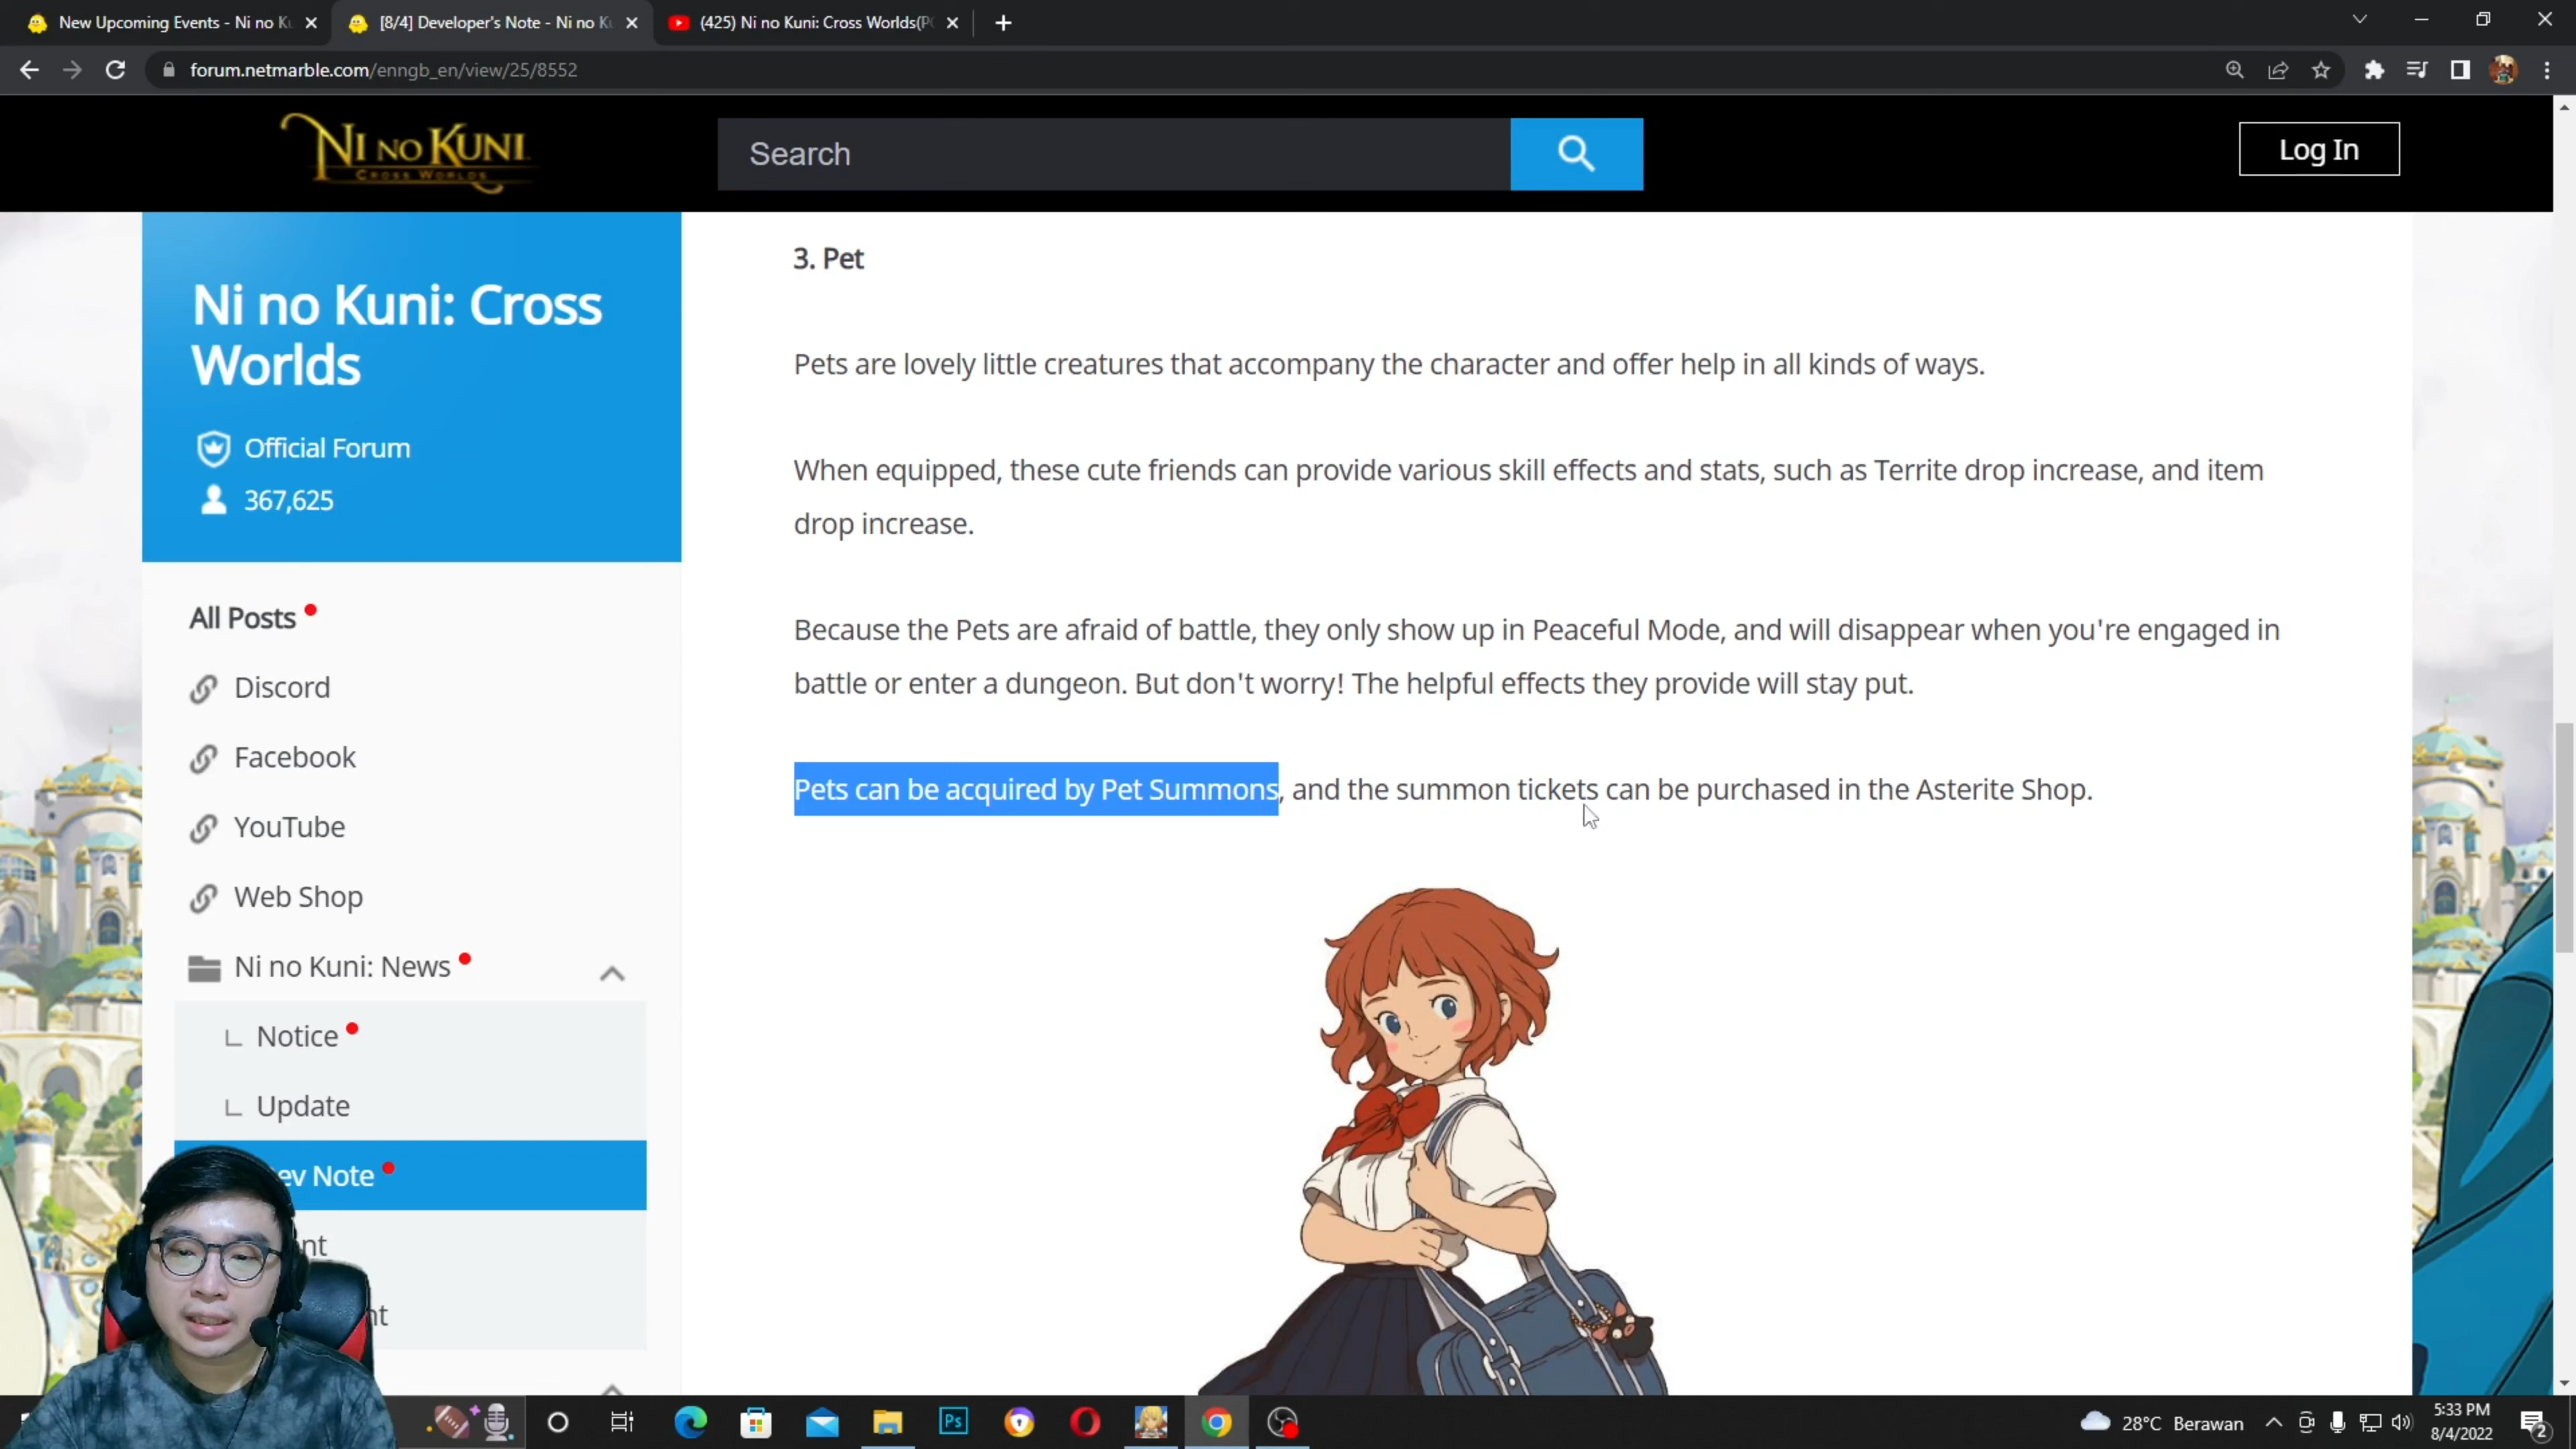 New Upcoming Events - Ni no Ku
[8/4] Developer's Note - Ni no Ku
(425) Ni no Kuni: Cross Worlds(P
forum.netmarble.com/enngb_en/view/25/8552
NI NO KUNI
CROSS WORLDS
Search
Log In
Ni no Kuni: Cross
Worlds
Official Forum
367,625
All Posts
Discord
Facebook
YouTube
Web Shop
Ni no Kuni: News
Notice
Update
ev Note
nt
nt
3. Pet
Pets are lovely little creatures that accompany the character and offer help in all kinds of ways.
When equipped, these cute friends can provide various skill effects and stats, such as Territe drop increase, and item
drop increase.
Because the Pets are afraid of battle, they only show up in Peaceful Mode, and will disappear when you're engaged in
battle or enter a dungeon. But don't worry! The helpful effects they provide will stay put.
Pets can be acquired by Pet Summons, and the summon tickets can be purchased in the Asterite Shop.
Ps
28°C Berawan
5:33 PM
8/4/2022
2